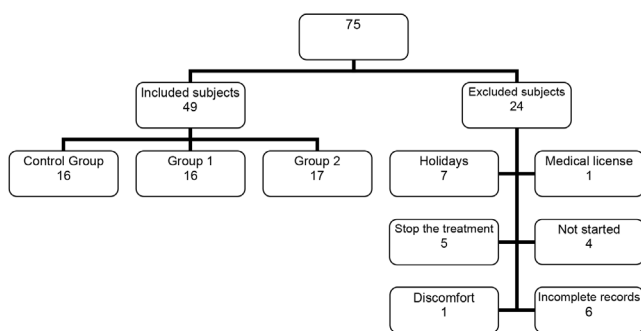 75
Included subjects
49
Excluded subjects
24
Control Group
16
Group 1
16
Group 2
17
Holidays
7
Medical license
1
Stop the treatment
5
Not started
4
Discomfort
1
Incomplete records
6